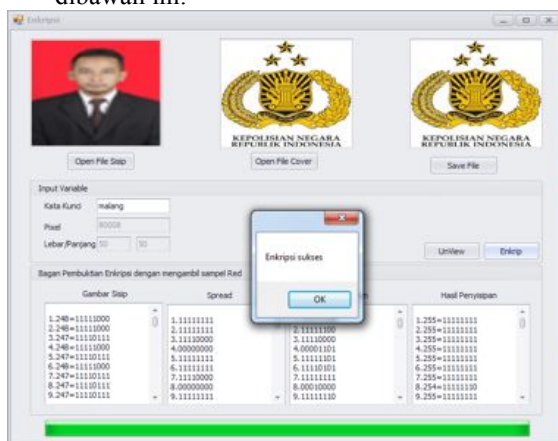 dibawah ini.
Enkripsi
KEPOLISIAN NEGARA
REPUBLIK INDONESIA
KEPOLISIAN NEGARA
REPUBLIK INDONESIA
Open File Sisip
Open File Cover
Save File
Input Variable
Kata Kunci
malang
Pixel
Lebar/Panjang
UnView
Enkrip
Enkripsi sukses
OK
Bagan Pembuktian Enkripsi dengan mengambil sampel Red
Gambar Sisip
Spread
Hasil Penyisipan
1.248=11111000
2.248=11111000
3.247=11110111
4.248=11111000
5.247=11110111
6.248=11111000
7.247=11110111
8.247=11110111
9.247=11110111
1.11111111
2.11111111
3.11110000
4.00000000
5.11111111
6.11111111
7.11110000
8.00000000
9.11111111
2.11111100
3.11110000
4.00001101
5.11111101
6.11110101
7.11111111
8.00010000
9.11111110
1.255=11111111
2.255=11111111
3.255=11111111
4.255=11111111
5.255=11111111
6.255=11111111
7.255=11111111
8.254=11111110
9.255=11111111